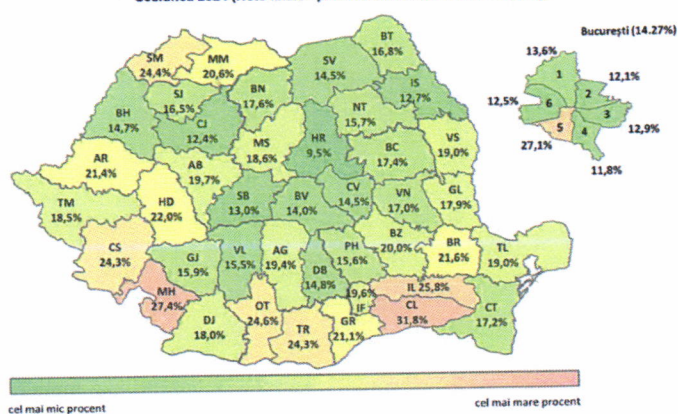 BT
16,8%
București (14.27%)
SM
24,4%
MM
20,6%
SV
14,5%
13,6%
1
12,1%
2
IS
12,7%
SJ
16,5%
BN
17,6%
12,5%
6
3
12,9%
BH
14,7%
CJ
12,4%
NT
15,7%
5
4
27,1%
MS
18,6%
HR
9,5%
BC
17,4%
VS
19,0%
11,8%
AR
21,4%
AB
19,7%
TM
18,5%
HD
22,0%
SB
13,0%
BV
14,0%
CV
14,5%
VN
17,0%
GL
17,9%
CS
24,3%
GJ
15,9%
VL
15,5%
AG
19,4%
PH
15,6%
BZ
20,0%
BR
21,6%
TL
19,0%
DB
14,8%
MH
27,4%
19,6%
IF
IL 25,8%
CL
31,8%
CT
17,2%
DJ
18,0%
OT
24,6%
TR
24,3%
GR
21,1%
cel mai mic procent
cel mai mare procent